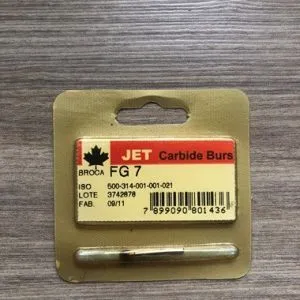 JET Carbide Burs
BROCA FG 7
ISO 500-314-001-001-021
LOTE 3742678
FAB. 09/11
7 899090 801436